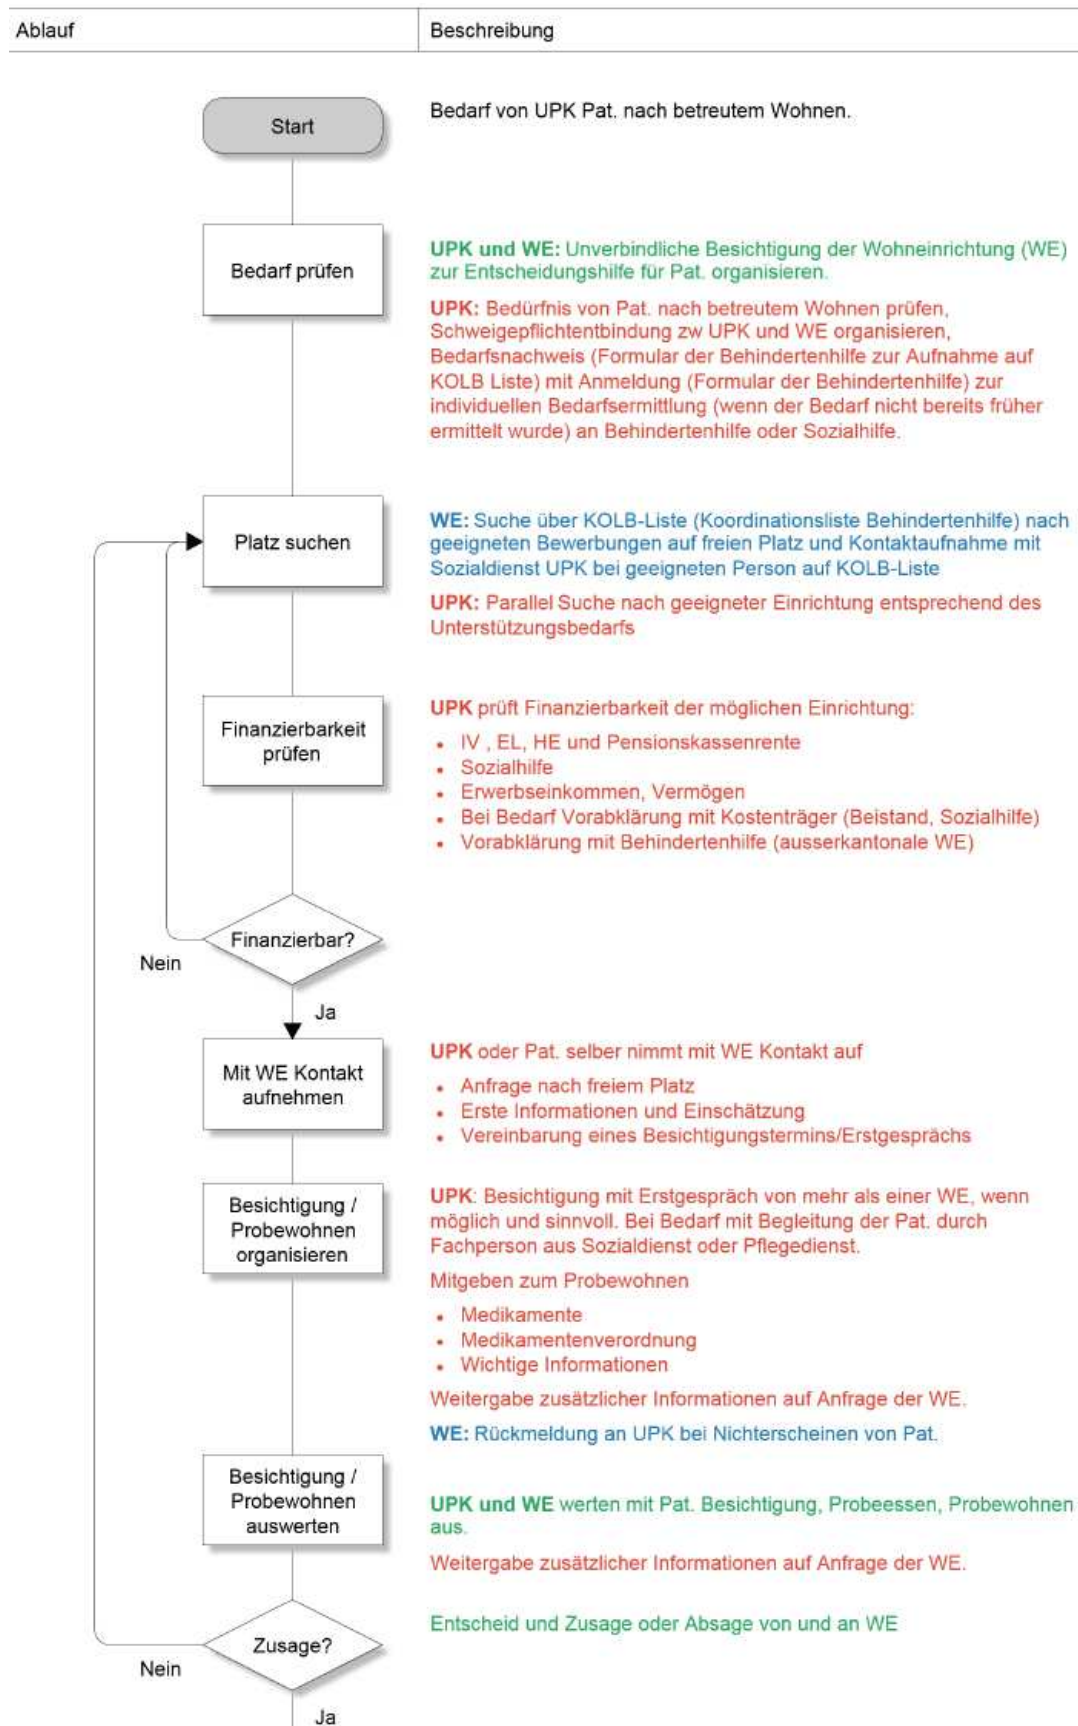 Ablauf
Beschreibung
Start
Bedarf von UPK Pat. nach betreutem Wohnen.
Bedarf prüfen
UPK und WE: Unverbindliche Besichtigung der Wohneinrichtung (WE)
zur Entscheidungshilfe für Pat. organisieren.
UPK: Bedürfnis von Pat. nach betreutem Wohnen prüfen,
Schweigepflichtentbindung zw UPK und WE organisieren,
Bedarfsnachweis (Formular der Behindertenhilfe zur Aufnahme auf
KOLB Liste) mit Anmeldung (Formular der Behindertenhilfe) zur
individuellen Bedarfsermittlung (wenn der Bedarf nicht bereits früher
ermittelt wurde) an Behindertenhilfe oder Sozialhilfe.
Platz suchen
WE: Suche über KOLB-Liste (Koordinationsliste Behindertenhilfe) nach
geeigneten Bewerbungen auf freien Platz und Kontaktaufnahme mit
Sozialdienst UPK bei geeigneten Person auf KOLB-Liste
UPK: Parallel Suche nach geeigneter Einrichtung entsprechend des
Unterstützungsbedarfs
Finanzierbarkeit
prüfen
UPK prüft Finanzierbarkeit der möglichen Einrichtung:
• IV , EL, HE und Pensionskassenrente
• Sozialhilfe
• Erwerbseinkommen, Vermögen
• Bei Bedarf Vorabklärung mit Kostenträger (Beistand, Sozialhilfe)
• Vorabklärung mit Behindertenhilfe (ausserkantonale WE)
Finanzierbar?
Nein
Ja
Mit WE Kontakt
aufnehmen
UPK oder Pat. selber nimmt mit WE Kontakt auf
• Anfrage nach freiem Platz
• Erste Informationen und Einschätzung
• Vereinbarung eines Besichtigungstermins/Erstgesprächs
Besichtigung /
Probewohnen
organisieren
UPK: Besichtigung mit Erstgespräch von mehr als einer WE, wenn
möglich und sinnvoll. Bei Bedarf mit Begleitung der Pat. durch
Fachperson aus Sozialdienst oder Pflegedienst.
Mitgeben zum Probewohnen
• Medikamente
• Medikamentenverordnung
• Wichtige Informationen
Weitergabe zusätzlicher Informationen auf Anfrage der WE.
WE: Rückmeldung an UPK bei Nichterscheinen von Pat.
Besichtigung /
Probewohnen
auswerten
UPK und WE werten mit Pat. Besichtigung, Probeessen, Probewohnen
aus.
Weitergabe zusätzlicher Informationen auf Anfrage der WE.
Zusage?
Entscheid und Zusage oder Absage von und an WE
Nein
Ja